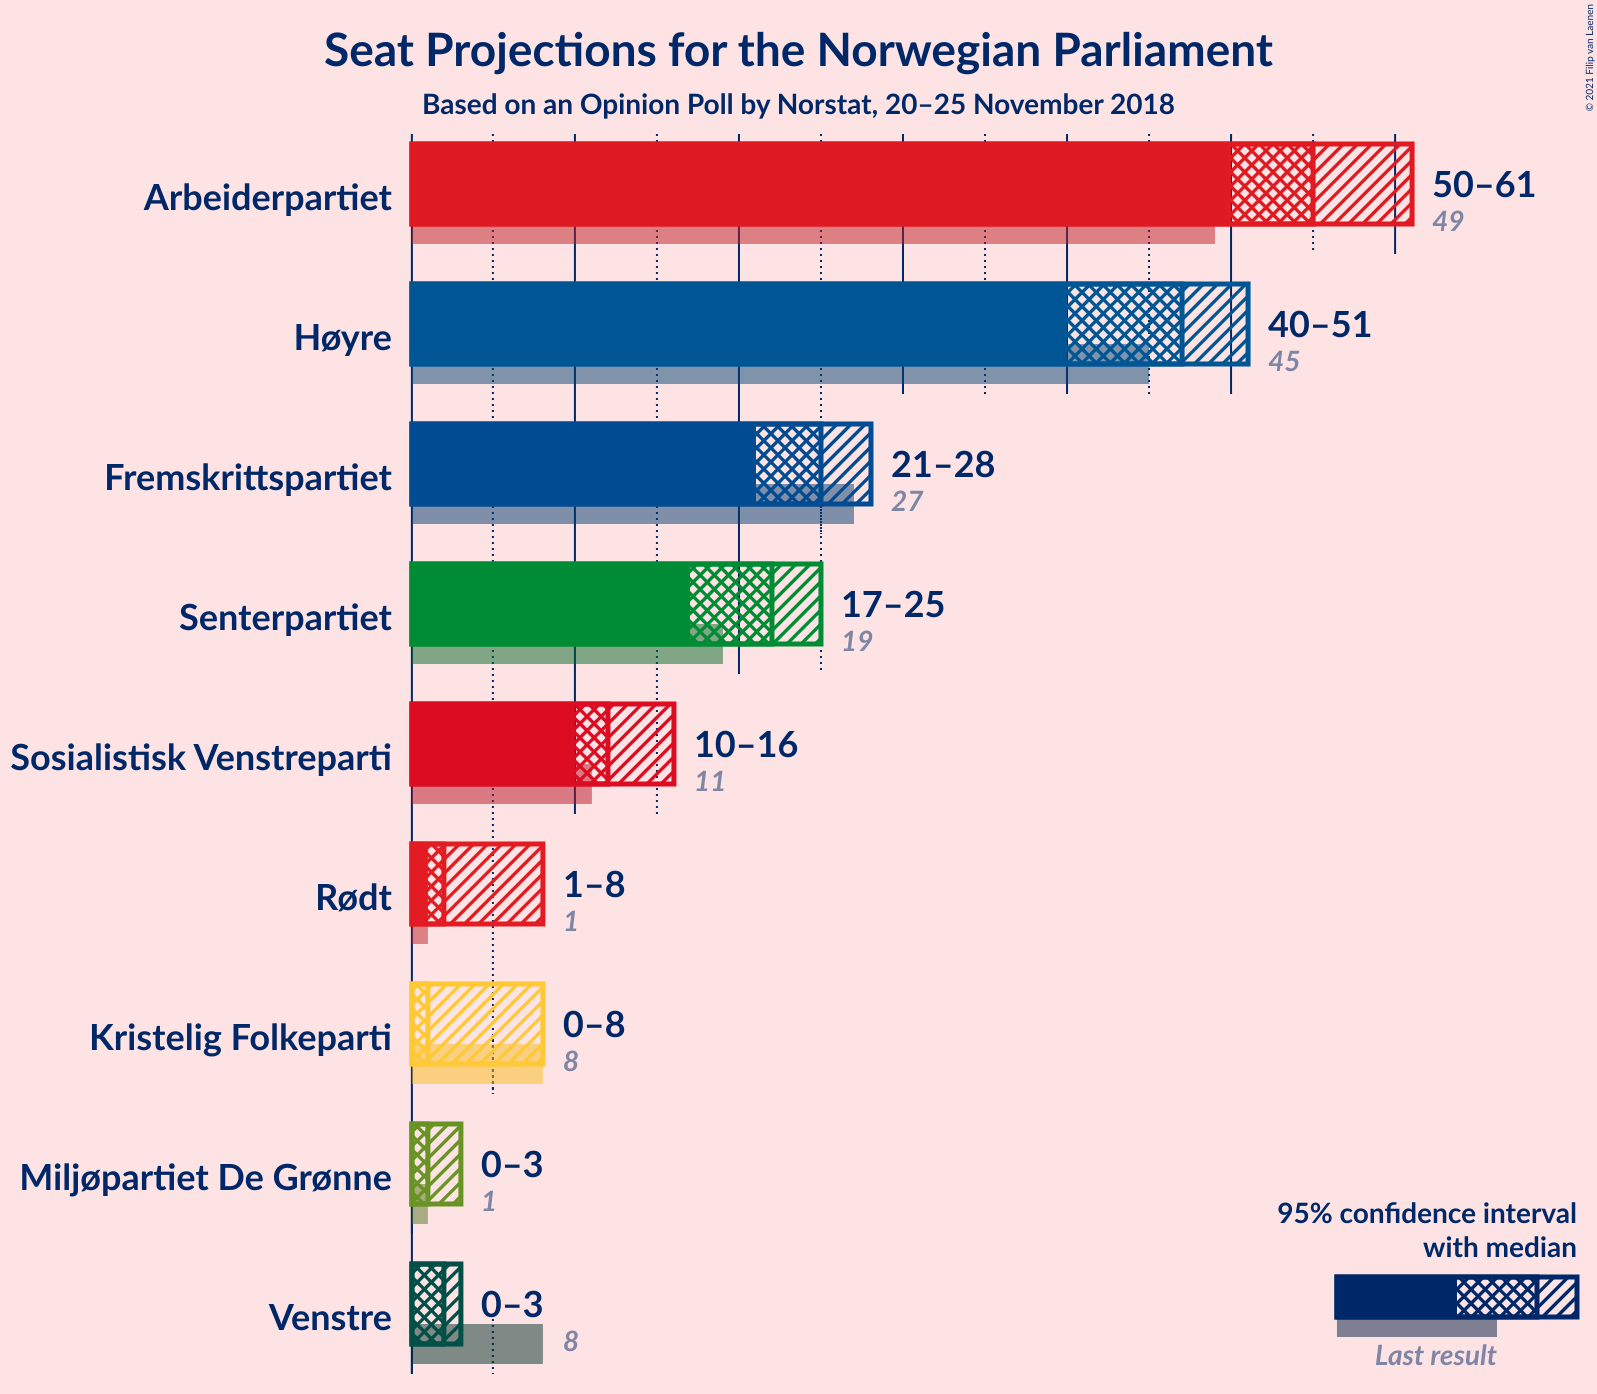 Seat Projections for the Norwegian Parliament
Based on an Opinion Poll by Norstat, 20–25 November 2018
© 2021 Filip van Laenen
Arbeiderpartiet
50–61
49
Høyre
40–51
45
Fremskrittspartiet
21–28
27
Senterpartiet
17–25
19
Sosialistisk Venstreparti
10–16
11
Rødt
1–8
1
Kristelig Folkeparti
0–8
8
Miljøpartiet De Grønne
0–3
1
Venstre
0–3
8
95% confidence interval
with median
Last result